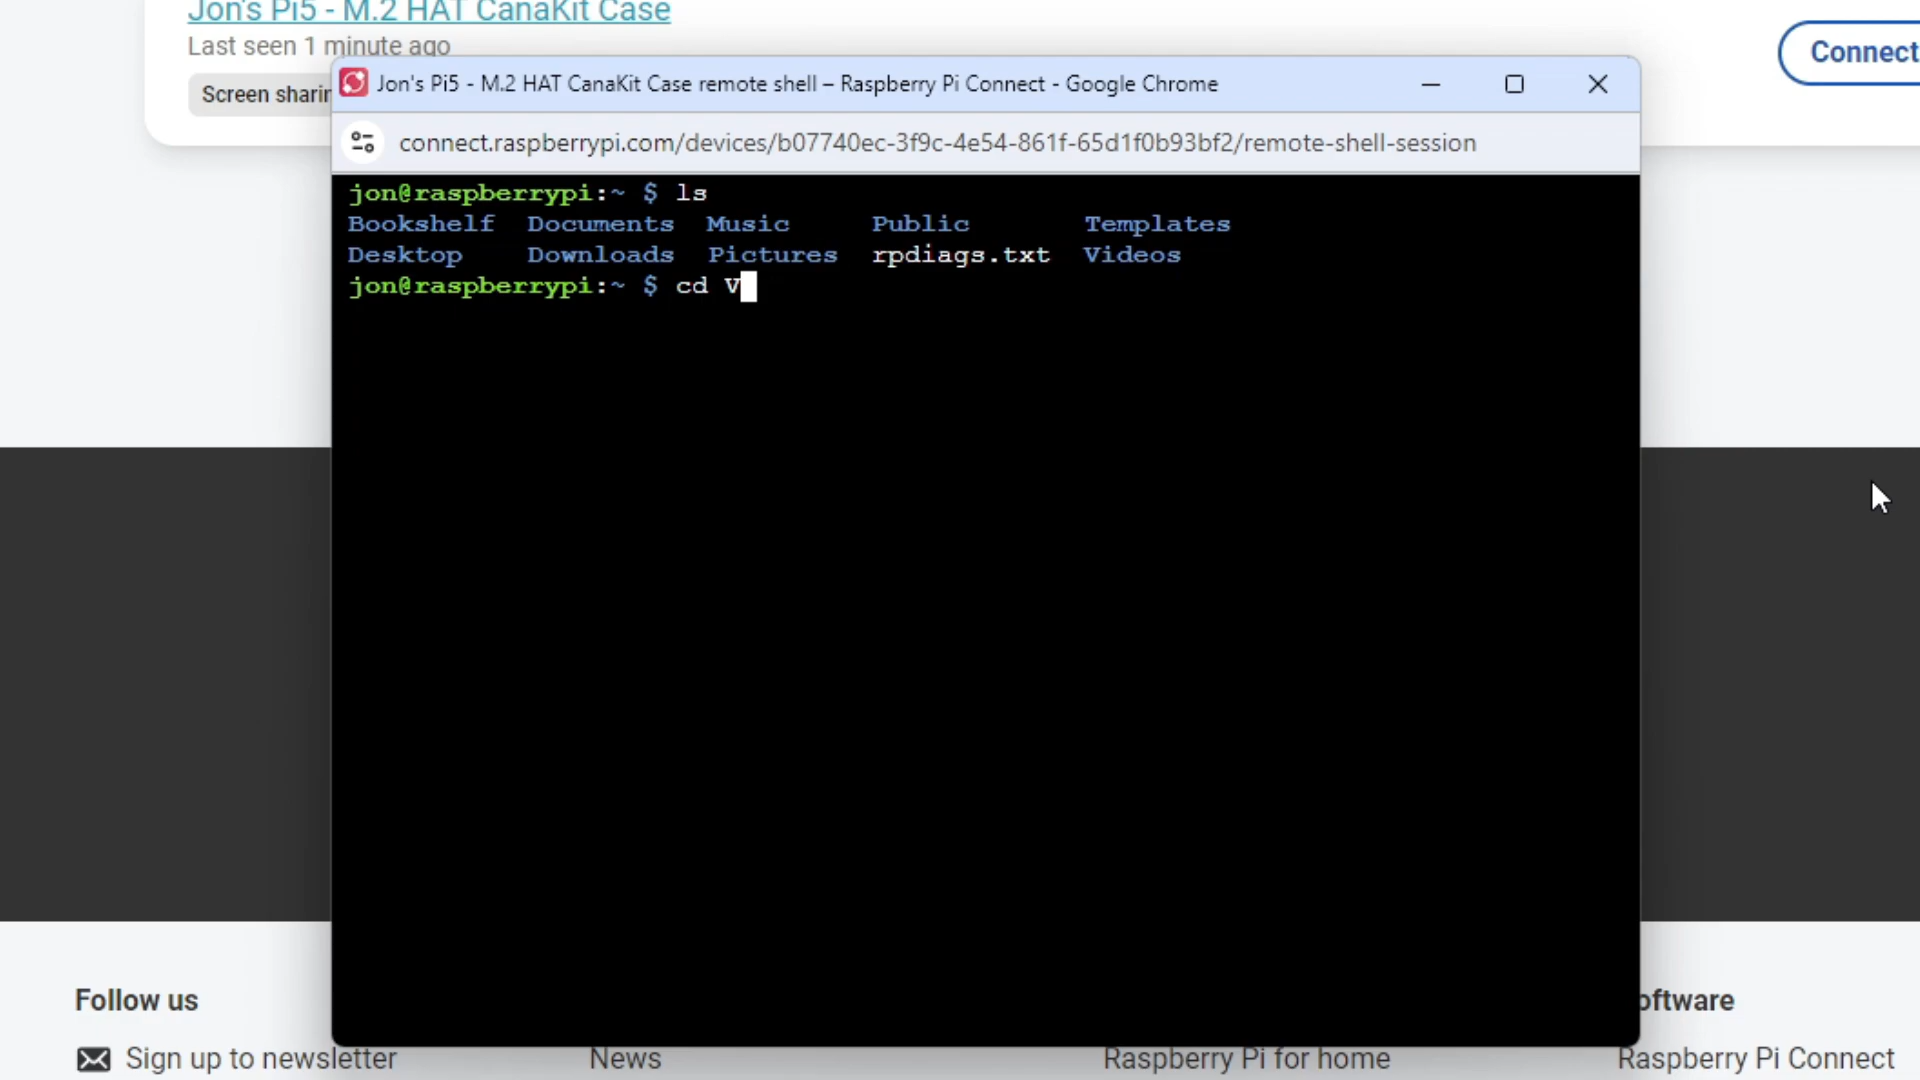 Jon's Pi5 - M.2 HAT CanaKit Case
Last seen 1 minute ago
Connect
Screen sharin
Jon's Pi5 - M.2 HAT CanaKit Case remote shell – Raspberry Pi Connect - Google Chrome
connect.raspberrypi.com/devices/b07740ec-3f9c-4e54-861f-65d1f0b93bf2/remote-shell-session
jon@raspberrypi:~ $ ls
Bookshelf Documents Music Public Templates
Desktop Downloads Pictures rpdiags.txt Videos
jon@raspberrypi:~ $ cd V
Follow us
oftware
Sign up to newsletter
News
Raspberry Pi for home
Raspberry Pi Connect